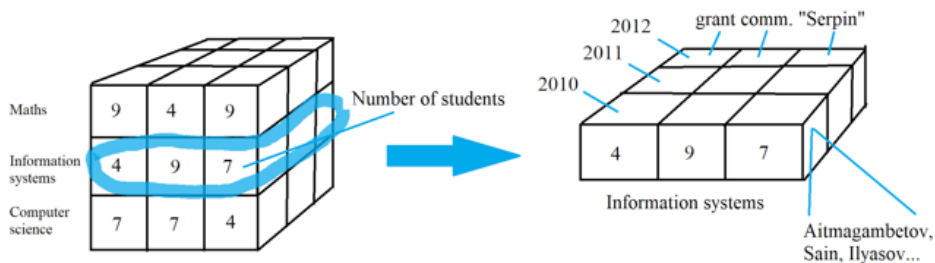 Maths
9 4 9
Number of students
Information
systems
4 9 7
Computer
science
7 7 4
grant comm. "Serpin"
2012
2011
2010
4 9 7
Information systems
Aitmagambetov,
Sain, Ilyasov...